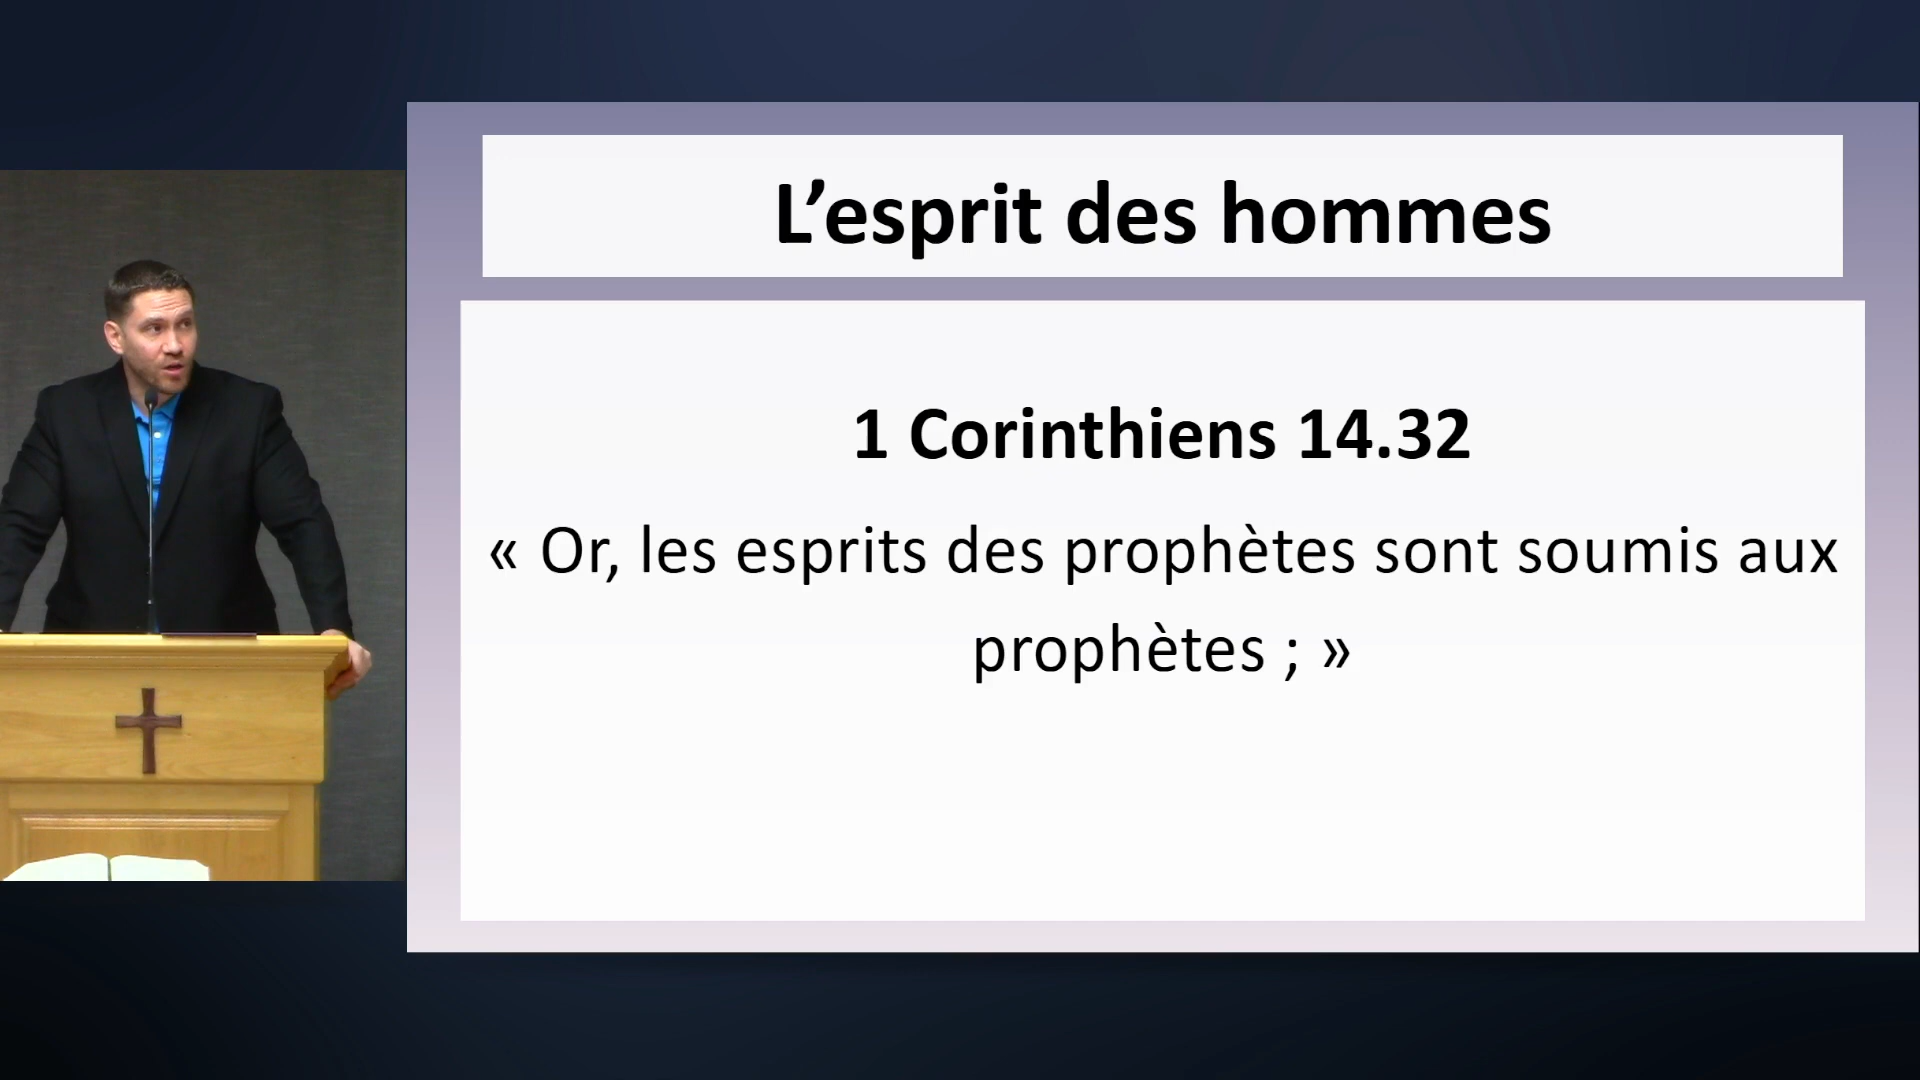 L’esprit des hommes
1 Corinthiens 14.32
« Or, les esprits des prophètes sont soumis aux
prophètes ; »